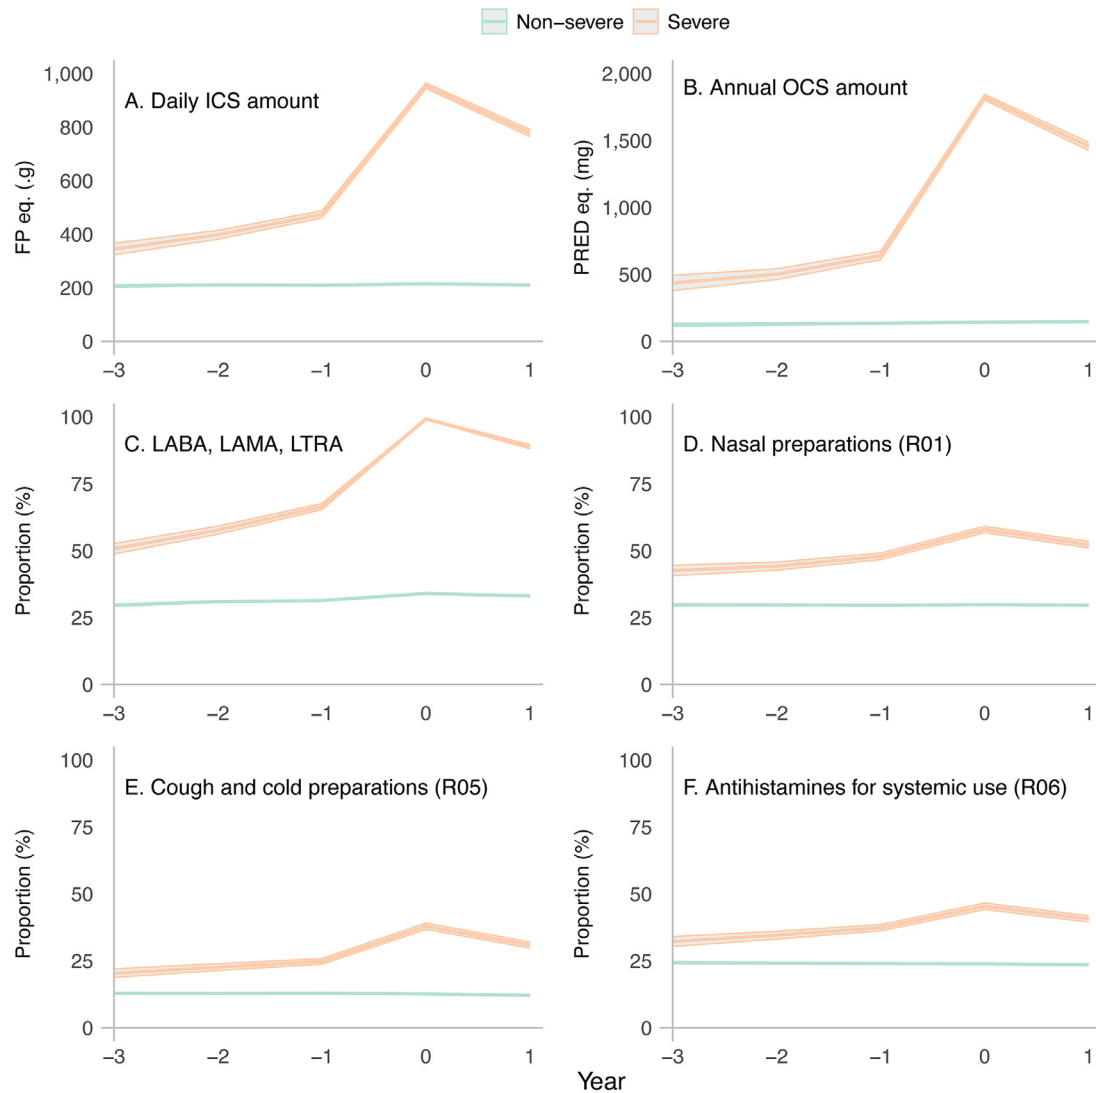 Non−severe Severe
A. Daily ICS amount
FP eq. (.g)
1,000
800
600
400
200
0
−3 −2 −1 0 1
B. Annual OCS amount
PRED eq. (mg)
2,000
1,500
1,000
500
0
−3 −2 −1 0 1
C. LABA, LAMA, LTRA
Proportion (%)
100
75
50
25
0
−3 −2 −1 0 1
D. Nasal preparations (R01)
Proportion (%)
100
75
50
25
0
−3 −2 −1 0 1
E. Cough and cold preparations (R05)
Proportion (%)
100
75
50
25
0
−3 −2 −1 0 1
F. Antihistamines for systemic use (R06)
Proportion (%)
100
75
50
25
0
−3 −2 −1 0 1
Year